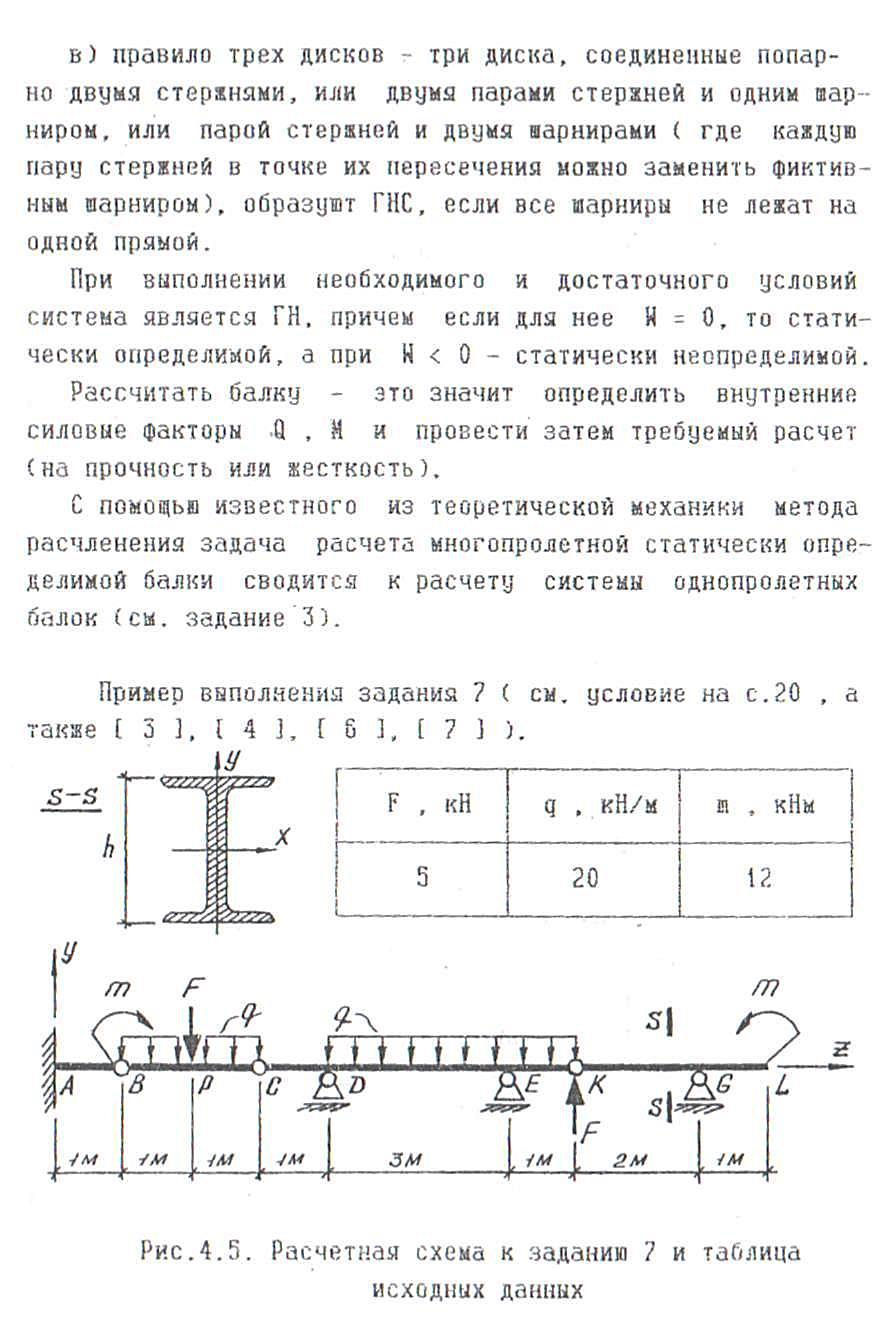 в) правило трех дисков – три диска, соединенные попар-
но двумя стержнями, или двумя парами стержней и одним шар-
ниром, или парой стержней и двумя шарнирами ( где каждую
пару стержней в точке их пересечения можно заменить фиктив-
ным шарниром), образуют ГНС, если все шарниры не лежат на
одной прямой.
При выполнении необходимого и достаточного условий
система является ГН, причем если для нее W = 0, то стати-
чески определимой, а при W < 0 – статически неопределимой.
Рассчитать балку – это значит определить внутренние
силовые факторы Q , M и провести затем требуемый расчет
(на прочность или жесткость).
С помощью известного из теоретической механики метода
расчленения задача расчета многопролетной статически опре-
делимой балки сводится к расчету системы однопролетных
балок (см. задание 3).
Пример выполнения задания 7 ( см. условие на с.20 , а
также [ 3 ], [ 4 ], [ 6 ], [ 7 ] ).
S–S
y
h
x
F , кН q , кН/м m , кНм
5 20 12
y
m F q q S m
z
A B P C D E K S G L
F
1м 1м 1м 1м 3м 1м 2м 1м
Рис.4.5. Расчетная схема к заданию 7 и таблица
исходных данных